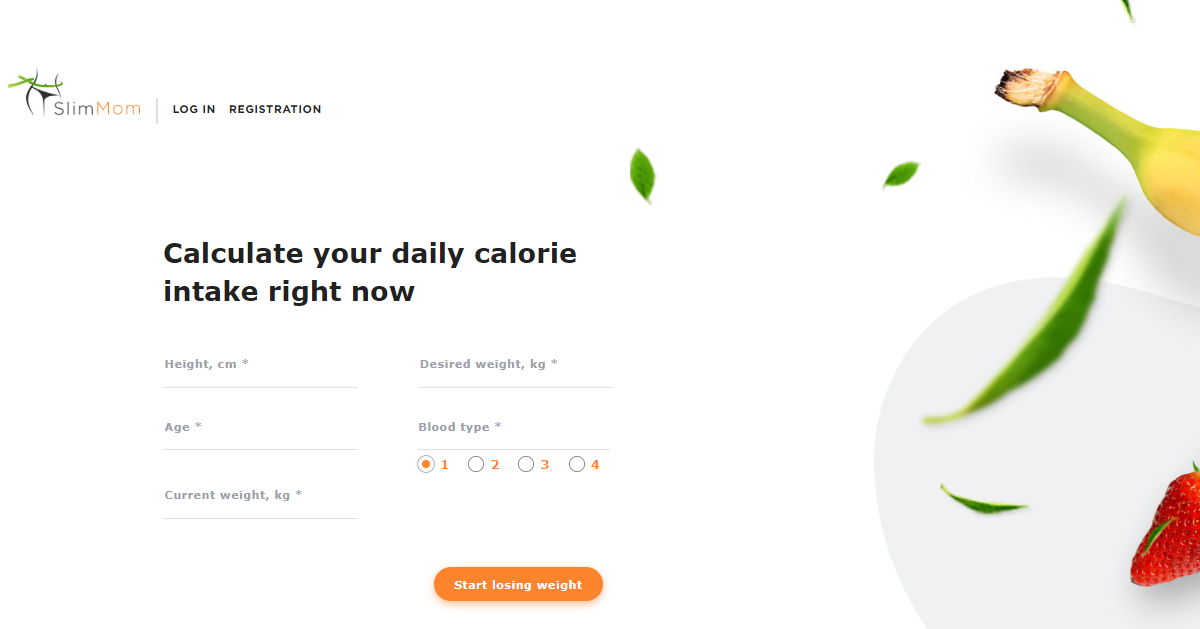 SlimMom
LOG IN REGISTRATION
Calculate your daily calorie
intake right now
Height, cm *
Desired weight, kg *
Age *
Blood type *
1 2 3 4
Current weight, kg *
Start losing weight